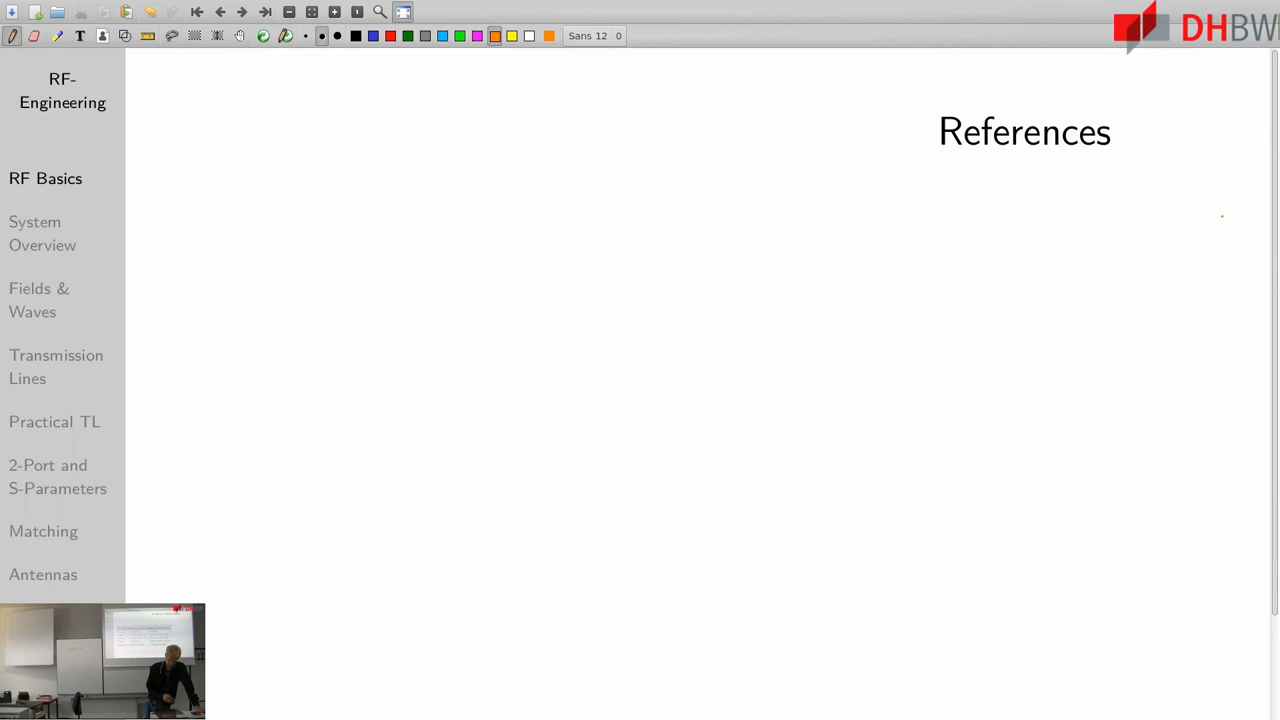 T
Sans 12
0
DHBW
RF-
Engineering
RF Basics
System
Overview
Fields &
Waves
Transmission
Lines
Practical TL
2-Port and
S-Parameters
Matching
Antennas
References